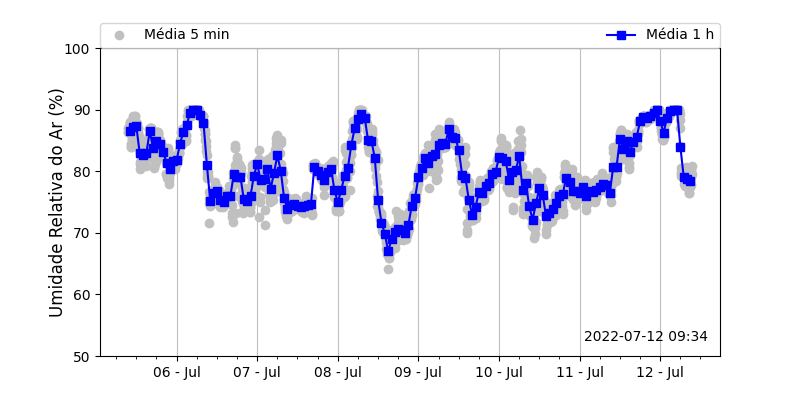 Média 5 min
Média 1 h
Umidade Relativa do Ar (%)
100
90
80
70
60
50
2022-07-12 09:34
06 - Jul
07 - Jul
08 - Jul
09 - Jul
10 - Jul
11 - Jul
12 - Jul